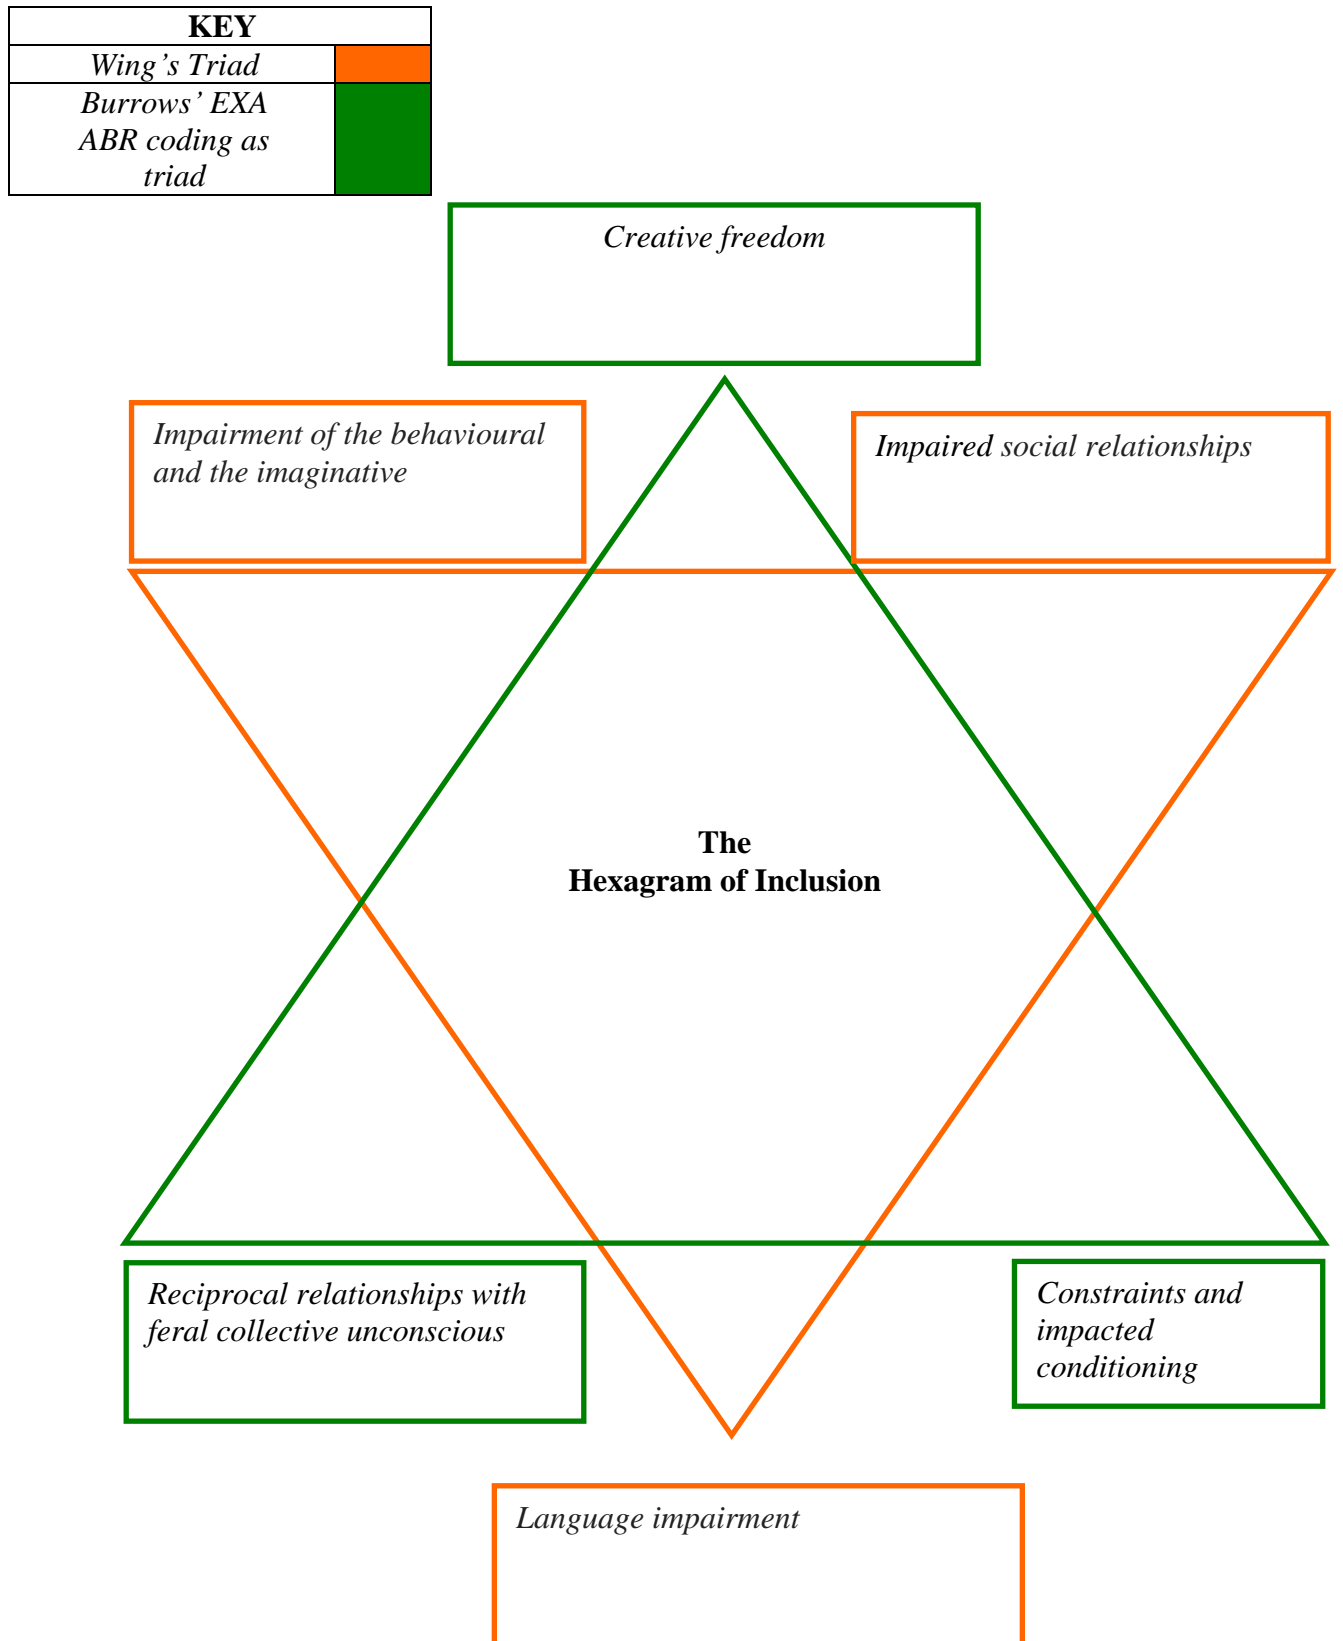 KEY
Wing's Triad
Burrows' EXA
ABR coding as
triad
Creative freedom
Impairment of the behavioural
and the imaginative
Impaired social relationships
The
Hexagram of Inclusion
Reciprocal relationships with
feral collective unconscious
Constraints and
impacted
conditioning
Language impairment